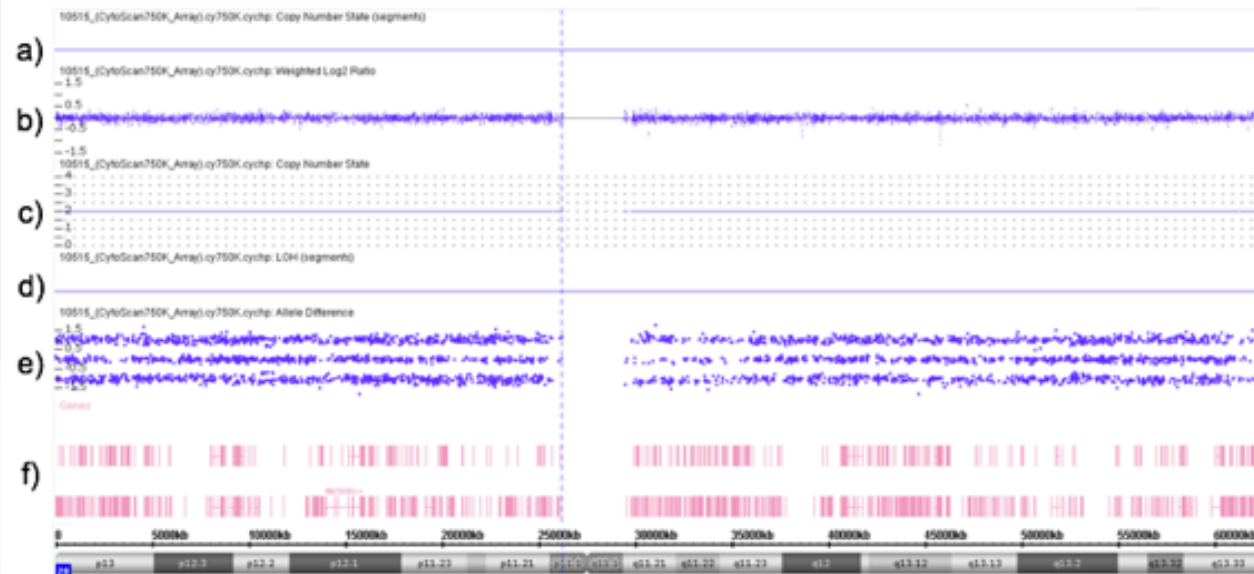 10515_(CytoScan750K_Array).cy750K.cychp: Copy Number State (segments)
a)
10515_(CytoScan750K_Array).cy750K.cychp: Weighted Log2 Ratio
1.5
0.5
b)
-0.5
-1.5
10515_(CytoScan750K_Array).cy750K.cychp: Copy Number State
4
3
c)
2
1
0
10515_(CytoScan750K_Array).cy750K.cychp: LOH (segments)
d)
10515_(CytoScan750K_Array).cy750K.cychp: Allele Difference
1.5
0.5
e)
Genes
f)
0 5000kb 10000kb 15000kb 20000kb 25000kb 30000kb 35000kb 40000kb 45000kb 50000kb 55000kb 60000kb
20 p13 p12.3 p12.2 p12.1 p11.23 p11.21 q11.21 q11.22 q11.23 q12 q13.12 q13.13 q13.2 q13.32 q13.33